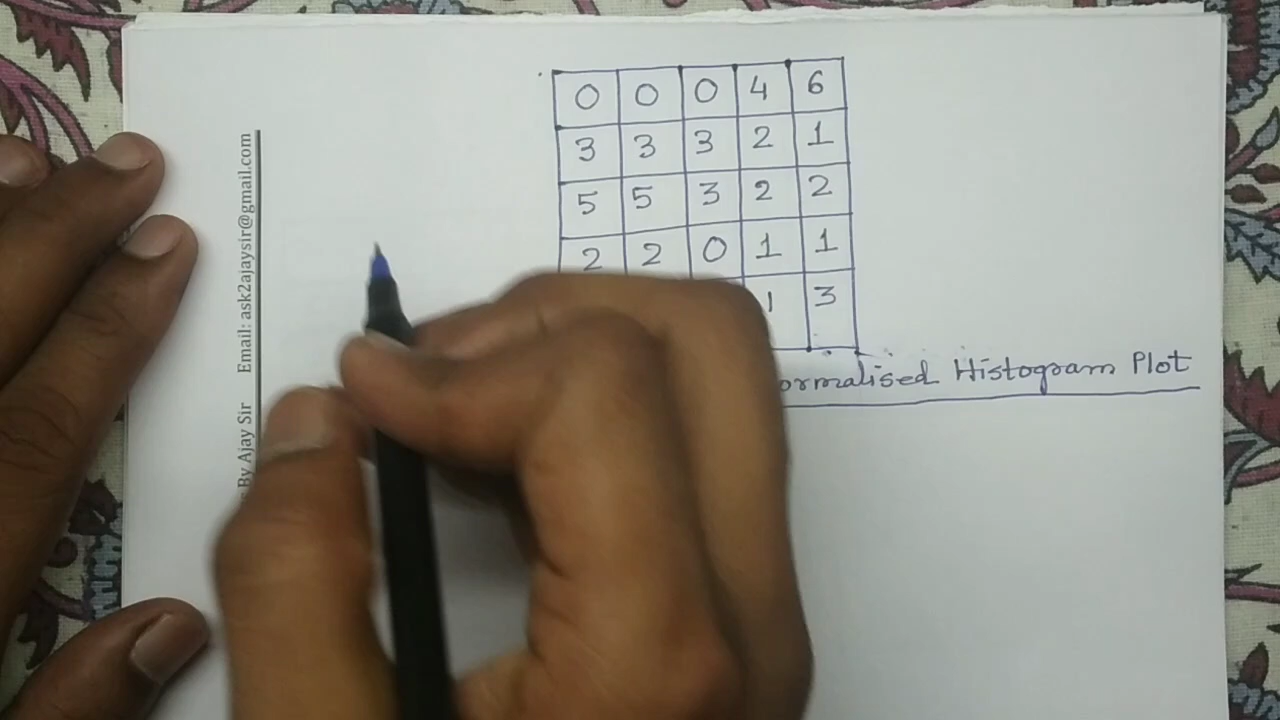 0 0 0 4 6
3 3 3 2 1
5 5 3 2 2
2 2 0 1 1
1 3
Histogram Plot
By Ajay Sir Email: ask2ajaysir@gmail.com